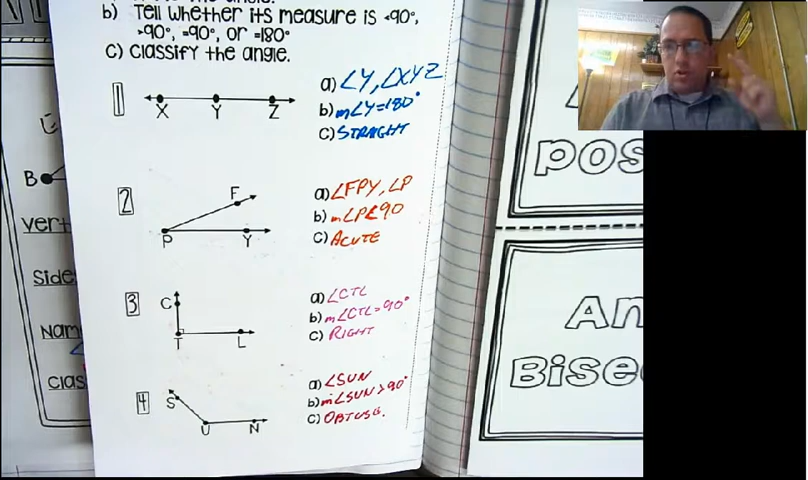 b) Tell whether its measure is <90°,
>90°, =90°, or =180°
c) Classify the angle.
1
X Y Z
a) ∠Y, ∠XYZ
b) m∠Y=180°
c) STRAIGHT
2
F
P Y
a) ∠FPY, ∠P
b) m∠P<90
c) ACUTE
3
C
T L
a) ∠CTL
b) m∠CTL=90°
c) RIGHT
4
S
U N
a) ∠SUN
b) m∠SUN>90°
c) OBTUSE.
B
vert
Side
Nam
Clas
pos
An
Bise